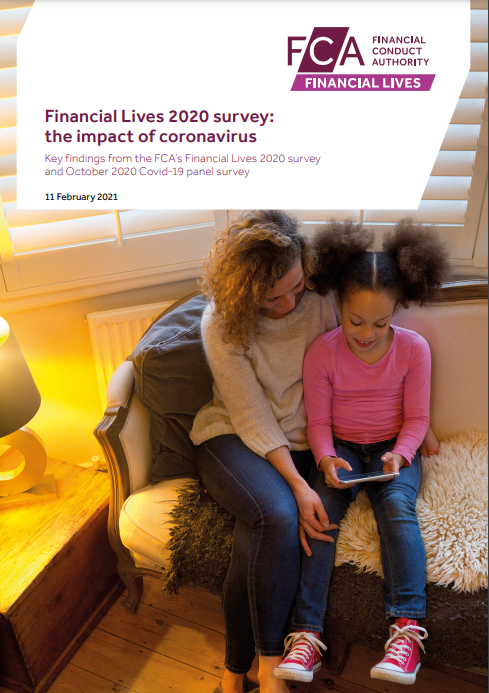 FCA
FINANCIAL
CONDUCT
AUTHORITY
FINANCIAL LIVES
Financial Lives 2020 survey:
the impact of coronavirus
Key findings from the FCA's Financial Lives 2020 survey
and October 2020 Covid-19 panel survey
11 February 2021